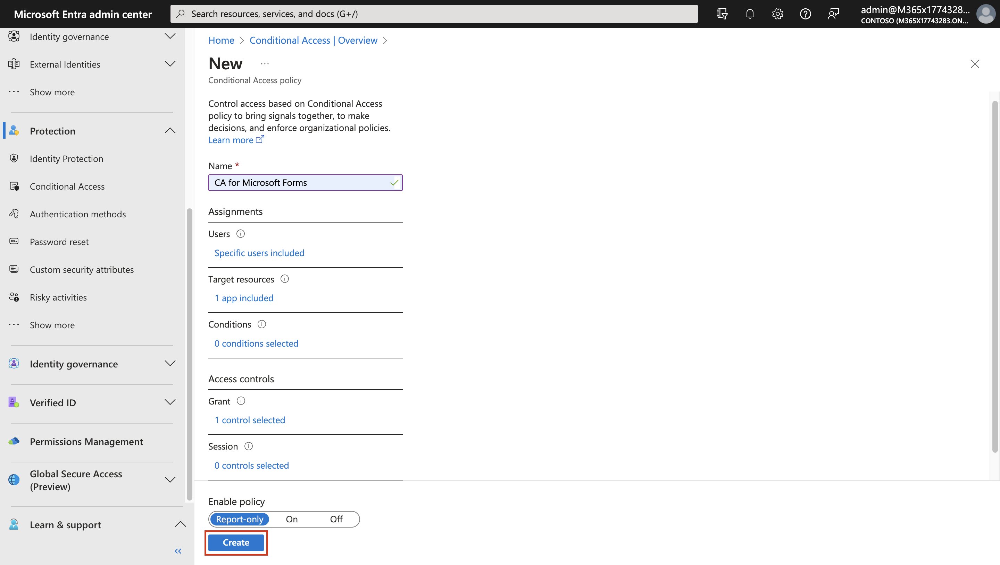 Microsoft Entra admin center
Search resources, services, and docs (G+/)
admin@M365x1774328...
CONTOSO (M365X17743283.ON...
Identity governance
External Identities
Show more
Protection
Identity Protection
Conditional Access
Authentication methods
Password reset
Custom security attributes
Risky activities
Show more
Identity governance
Verified ID
Permissions Management
Global Secure Access
(Preview)
Learn & support
Home > Conditional Access | Overview >
New ...
Conditional Access policy
Control access based on Conditional Access
policy to bring signals together, to make
decisions, and enforce organizational policies.
Learn more
Name *
CA for Microsoft Forms
Assignments
Users
Specific users included
Target resources
1 app included
Conditions
0 conditions selected
Access controls
Grant
1 control selected
Session
0 controls selected
Enable policy
Report-only On Off
Create